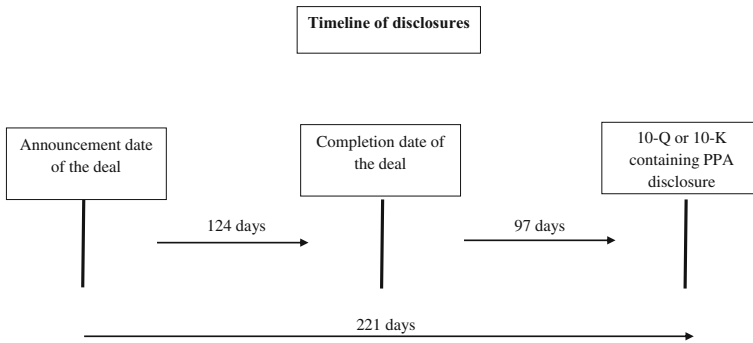 Timeline of disclosures
Announcement date
of the deal
Completion date of
the deal
10-Q or 10-K
containing PPA
disclosure
124 days
97 days
221 days